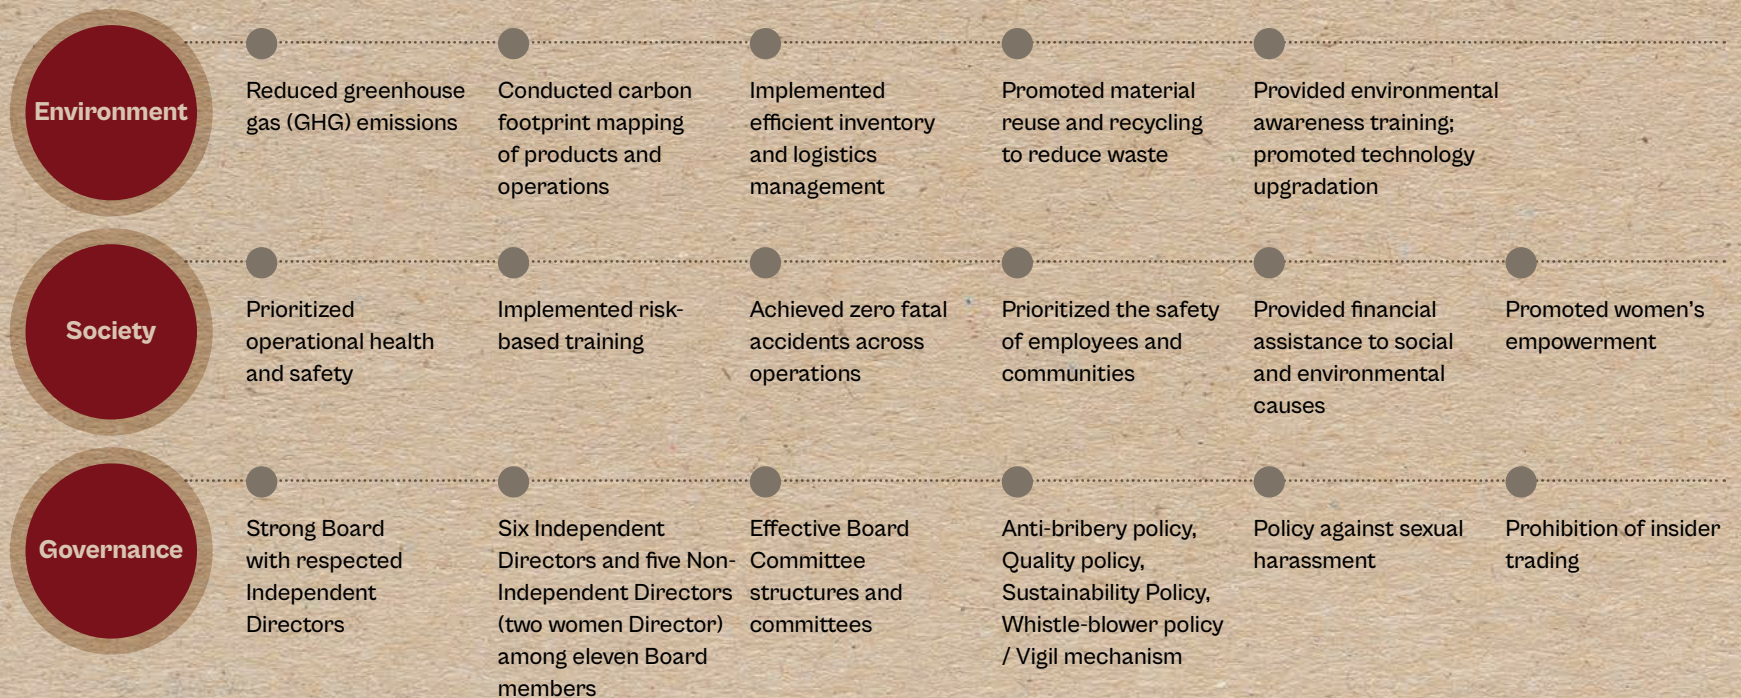 Environment
Reduced greenhouse
gas (GHG) emissions
Conducted carbon
footprint mapping
of products and
operations
Implemented
efficient inventory
and logistics
management
Promoted material
reuse and recycling
to reduce waste
Provided environmental
awareness training;
promoted technology
upgradation
Society
Prioritized
operational health
and safety
Implemented risk-
based training
Achieved zero fatal
accidents across
operations
Prioritized the safety
of employees and
communities
Provided financial
assistance to social
and environmental
causes
Promoted women's
empowerment
Governance
Strong Board
with respected
Independent
Directors
Six Independent
Directors and five Non-
Independent Directors
(two women Director)
among eleven Board
members
Effective Board
Committee
structures and
committees
Anti-bribery policy,
Quality policy,
Sustainability Policy,
Whistle-blower policy
/ Vigil mechanism
Policy against sexual
harassment
Prohibition of insider
trading